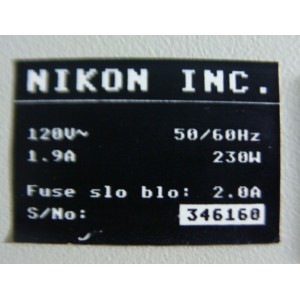 NIKON INC.
120V~ 50/60Hz
1.9A 230W
Fuse slo blo: 2.0A
S/No: 346160